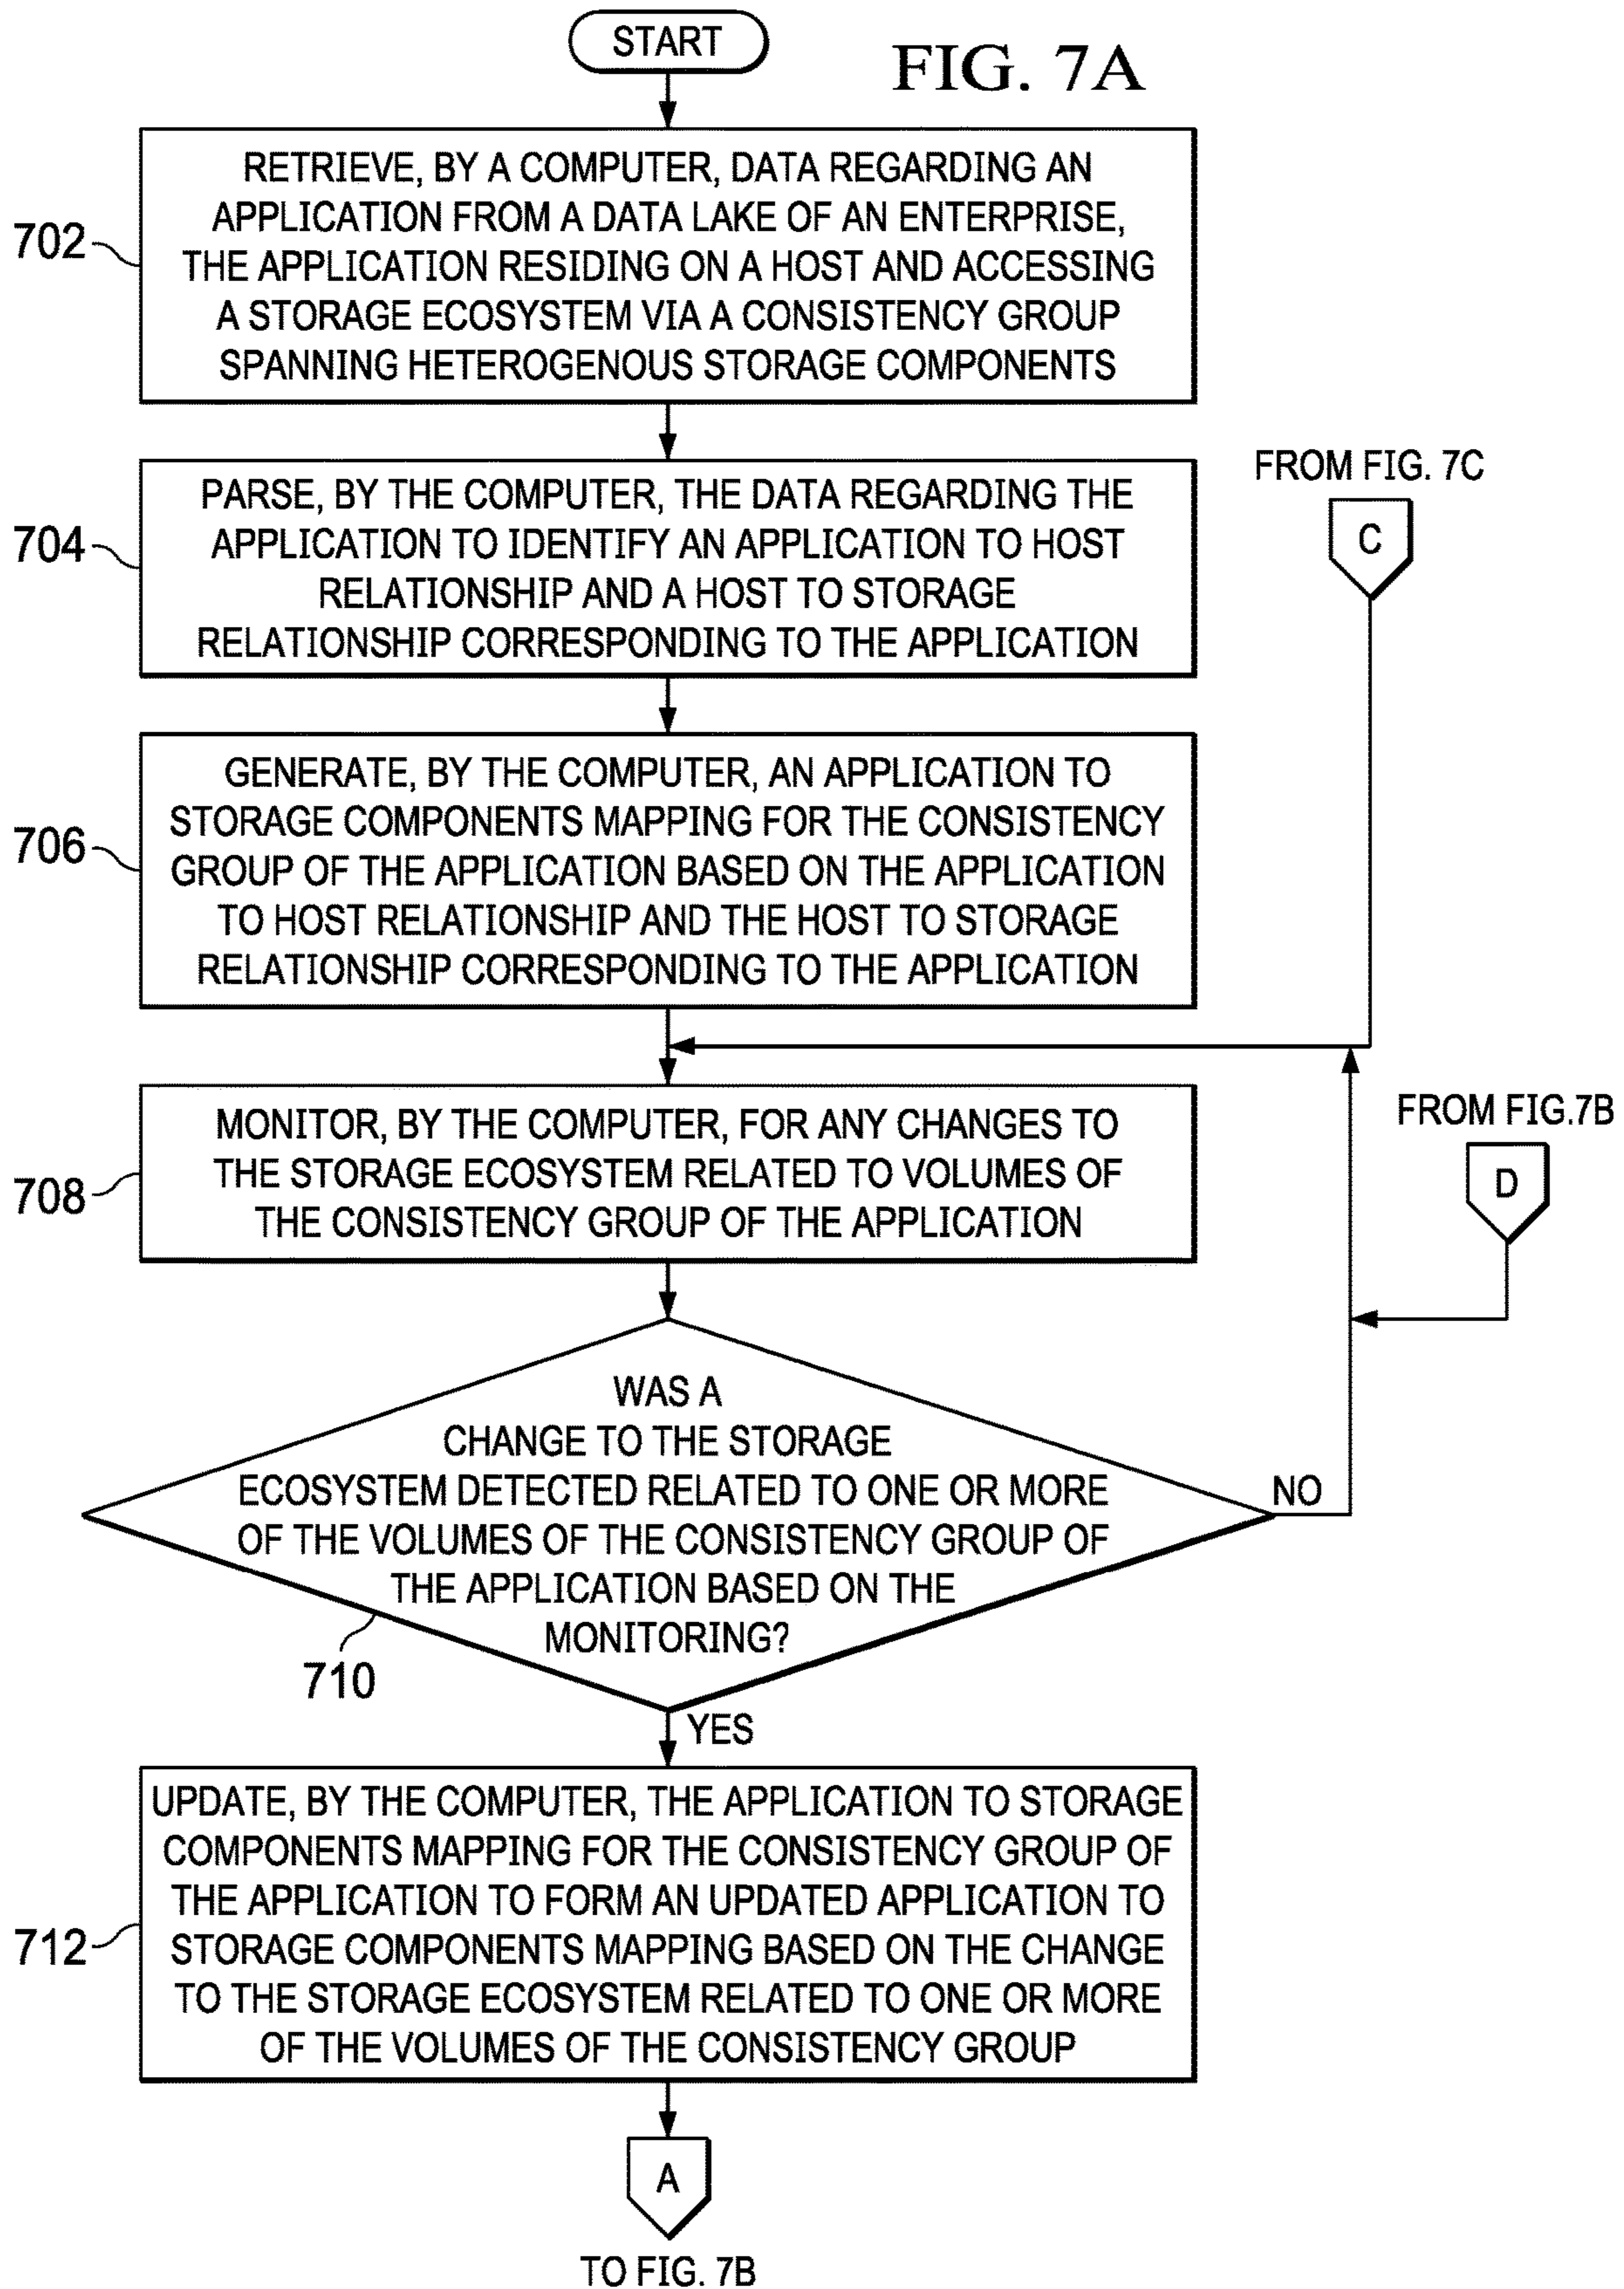 START
FIG. 7A
RETRIEVE, BY A COMPUTER, DATA REGARDING AN
APPLICATION FROM A DATA LAKE OF AN ENTERPRISE,
THE APPLICATION RESIDING ON A HOST AND ACCESSING
A STORAGE ECOSYSTEM VIA A CONSISTENCY GROUP
SPANNING HETEROGENOUS STORAGE COMPONENTS
702
PARSE, BY THE COMPUTER, THE DATA REGARDING THE
APPLICATION TO IDENTIFY AN APPLICATION TO HOST
RELATIONSHIP AND A HOST TO STORAGE
RELATIONSHIP CORRESPONDING TO THE APPLICATION
704
FROM FIG. 7C
C
GENERATE, BY THE COMPUTER, AN APPLICATION TO
STORAGE COMPONENTS MAPPING FOR THE CONSISTENCY
GROUP OF THE APPLICATION BASED ON THE APPLICATION
TO HOST RELATIONSHIP AND THE HOST TO STORAGE
RELATIONSHIP CORRESPONDING TO THE APPLICATION
706
MONITOR, BY THE COMPUTER, FOR ANY CHANGES TO
THE STORAGE ECOSYSTEM RELATED TO VOLUMES OF
THE CONSISTENCY GROUP OF THE APPLICATION
708
FROM FIG.7B
D
WAS A
CHANGE TO THE STORAGE
ECOSYSTEM DETECTED RELATED TO ONE OR MORE
OF THE VOLUMES OF THE CONSISTENCY GROUP OF
THE APPLICATION BASED ON THE
MONITORING?
NO
710
YES
UPDATE, BY THE COMPUTER, THE APPLICATION TO STORAGE
COMPONENTS MAPPING FOR THE CONSISTENCY GROUP OF
THE APPLICATION TO FORM AN UPDATED APPLICATION TO
STORAGE COMPONENTS MAPPING BASED ON THE CHANGE
TO THE STORAGE ECOSYSTEM RELATED TO ONE OR MORE
OF THE VOLUMES OF THE CONSISTENCY GROUP
712
A
TO FIG. 7B